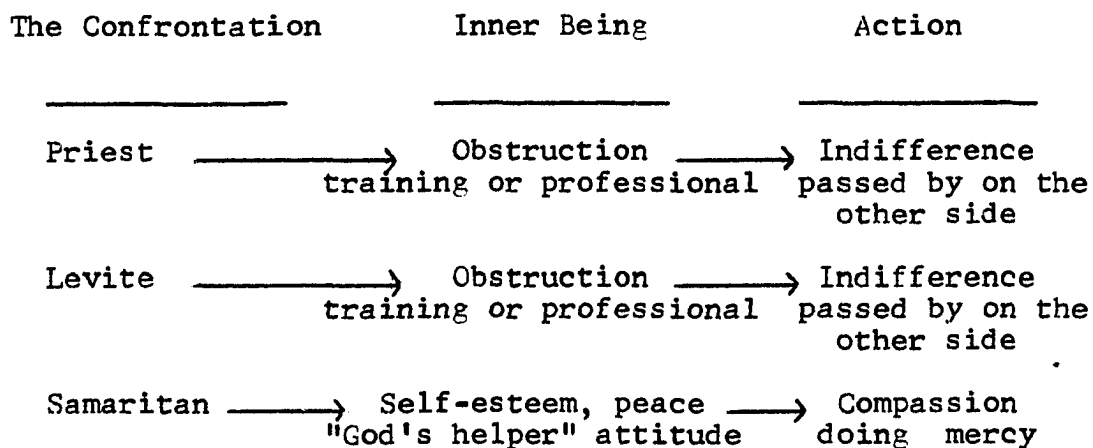 The Confrontation Inner Being Action
Priest Obstruction Indifference
training or professional passed by on the
other side
Levite Obstruction Indifference
training or professional passed by on the
other side
Samaritan Self-esteem, peace Compassion
"God's helper" attitude doing mercy